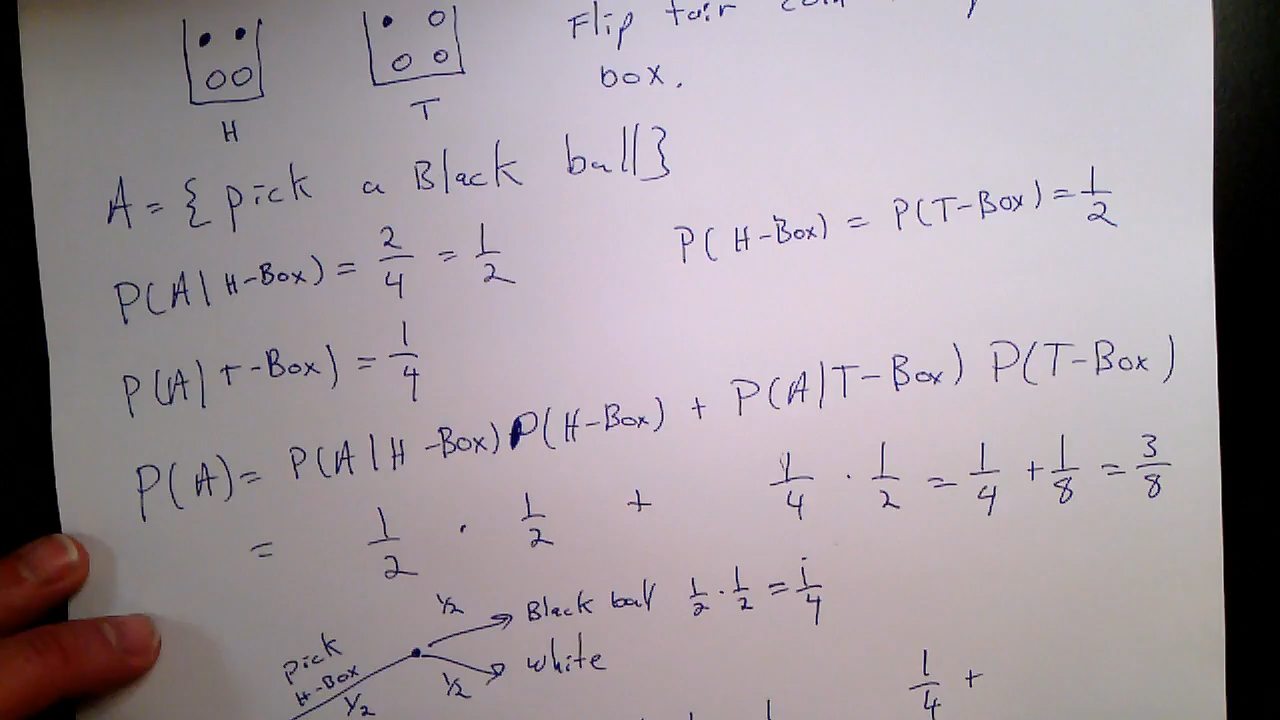 Flip fair coin
box.
H T
A = { pick a Black ball }
P(A| H-Box) = 2/4 = 1/2
P( H-Box) = P(T-Box) = 1/2
P(A| T-Box) = 1/4
P(A) = P(A|H-Box) P(H-Box) + P(A|T-Box) P(T-Box)
= 1/2 · 1/2 + 1/4 · 1/2 = 1/4 + 1/8 = 3/8
1/2 Black ball 1/2 · 1/2 = 1/4
pick
H-Box
1/2
1/2 white
1/4 +